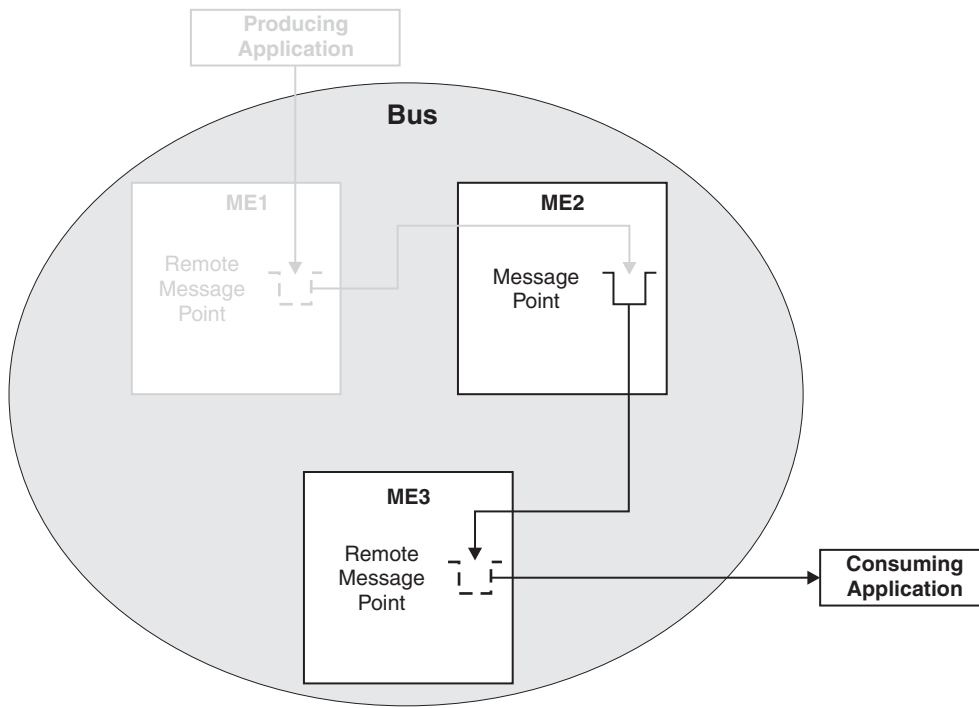 Producing
Application
Bus
ME1
Remote
Message
Point
ME2
Message
Point
ME3
Remote
Message
Point
Consuming
Application